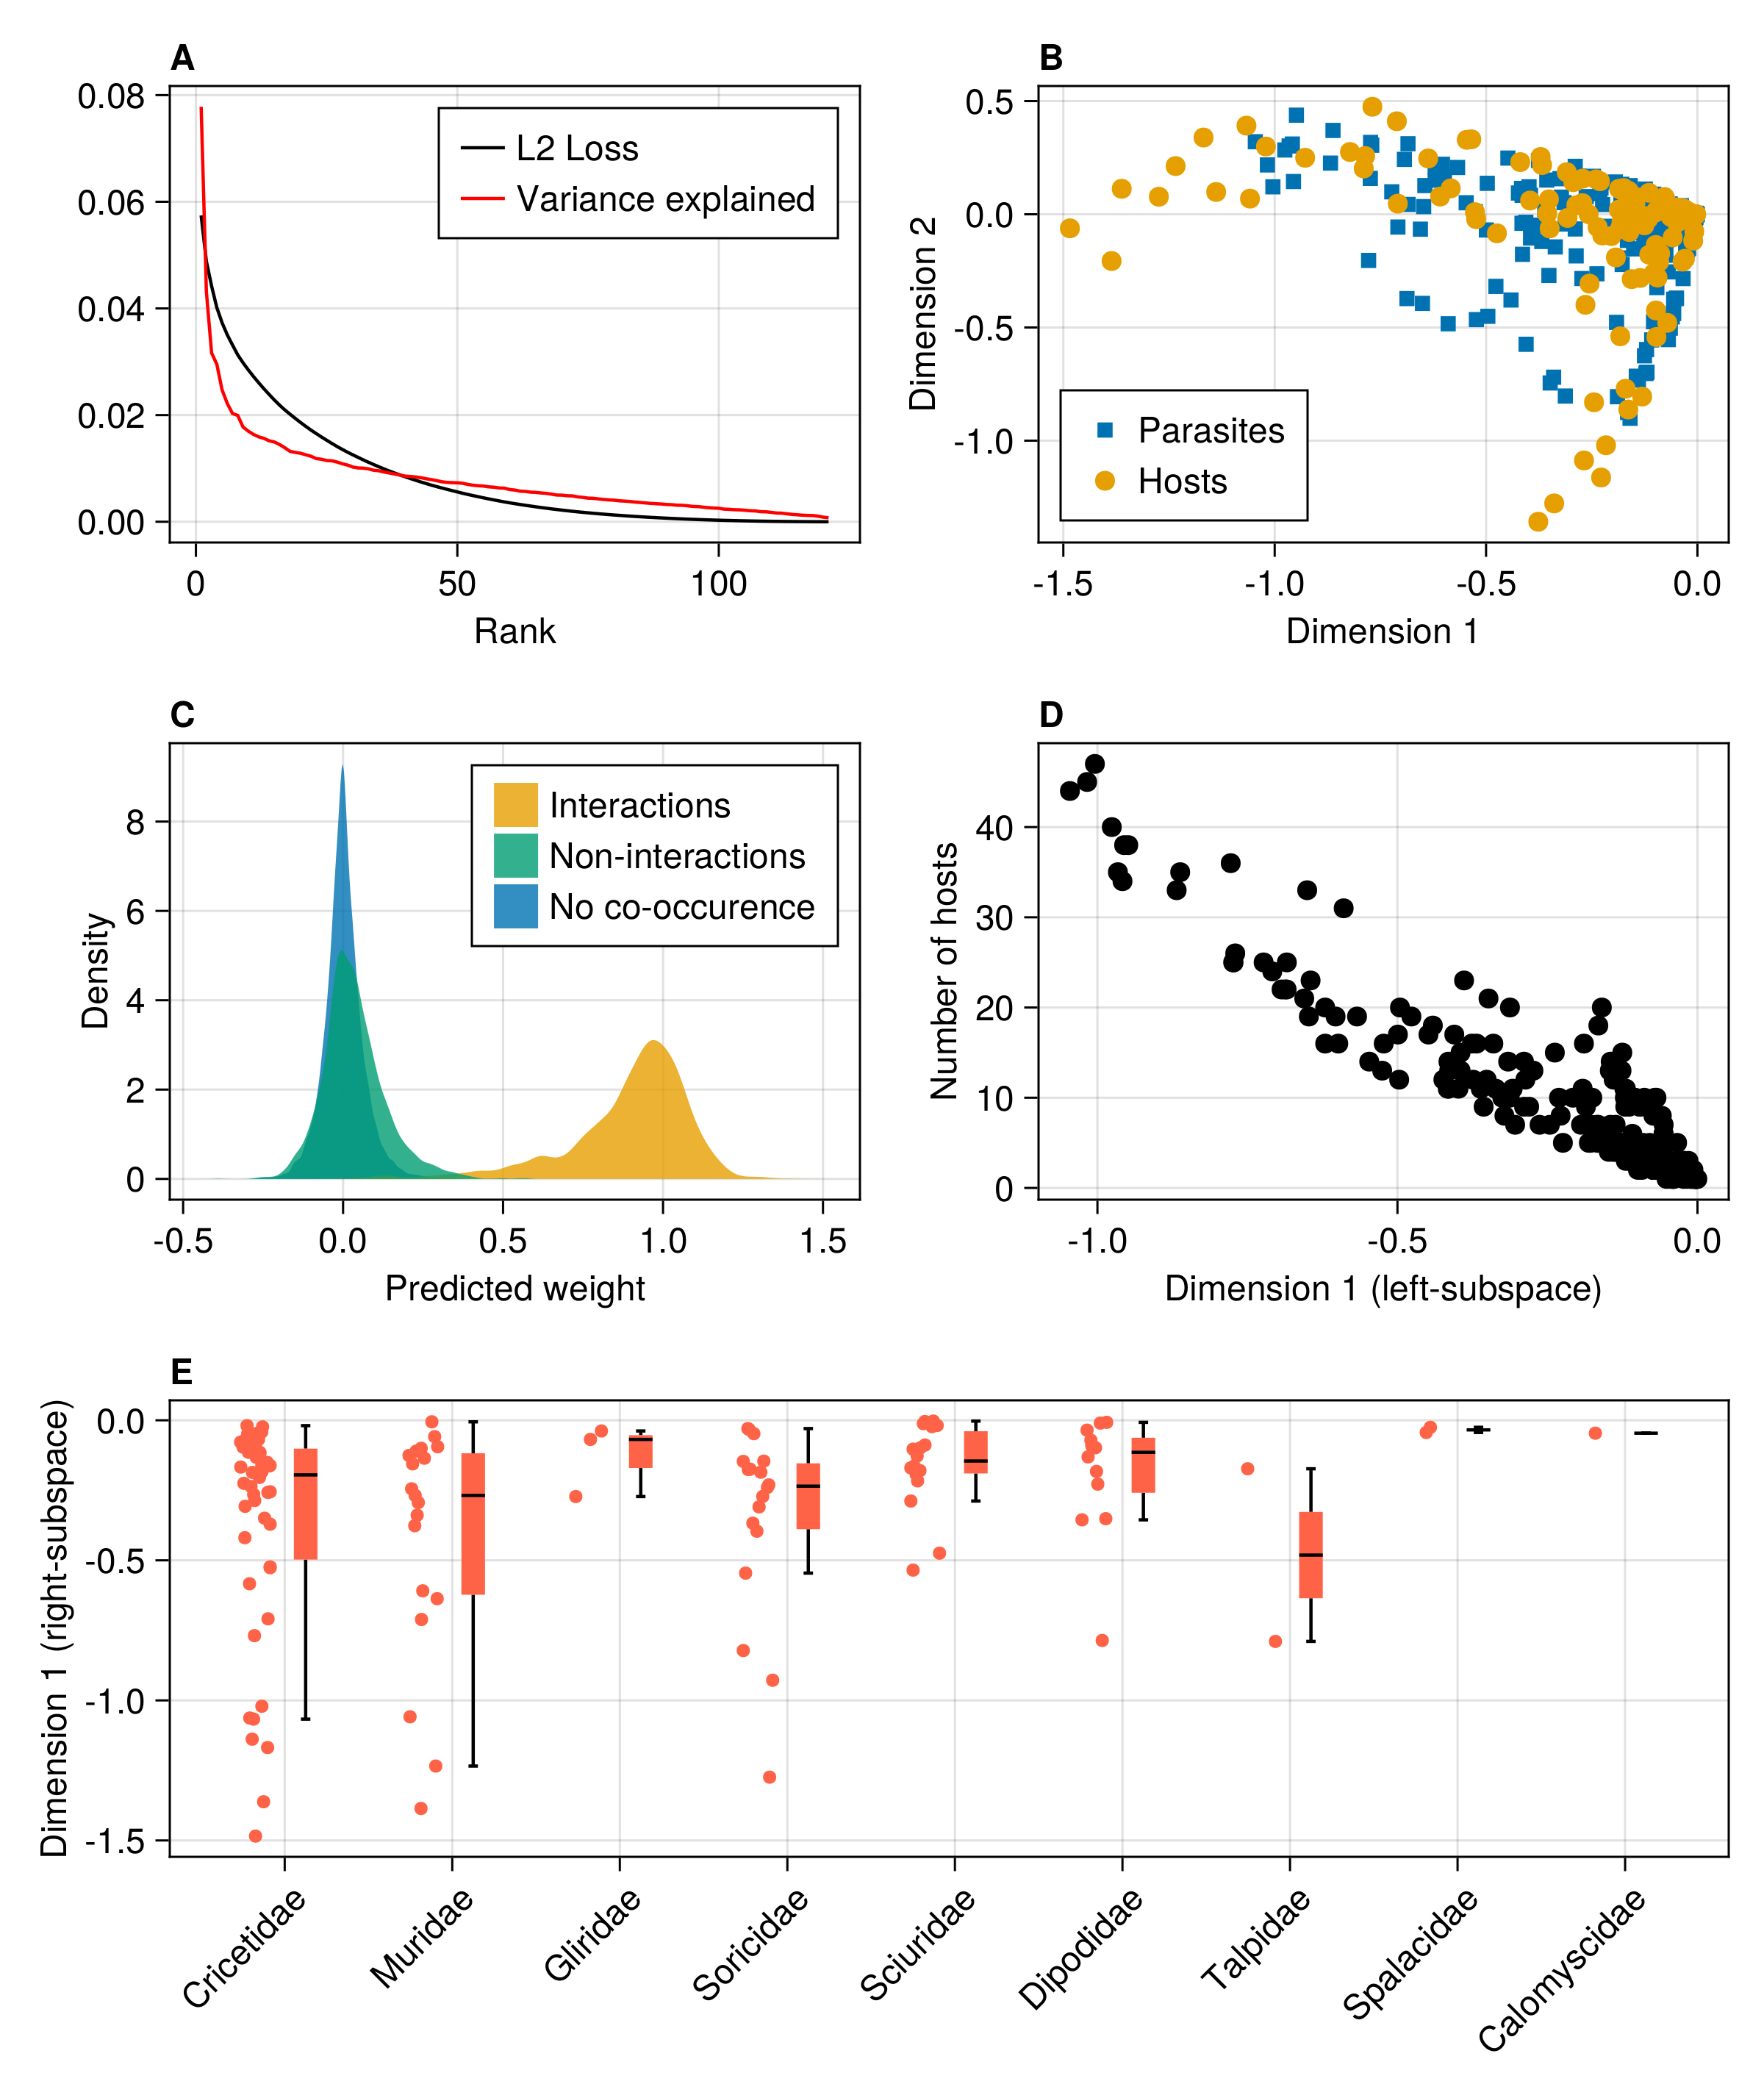 A
0.08
0.06
0.04
0.02
0.00
L2 Loss
Variance explained
0 50 100
Rank
B
0.5
0.0
-0.5
-1.0
Dimension 2
Parasites
Hosts
-1.5 -1.0 -0.5 0.0
Dimension 1
C
8
6
4
2
0
Density
Interactions
Non-interactions
No co-occurence
-0.5 0.0 0.5 1.0 1.5
Predicted weight
D
40
30
20
10
0
Number of hosts
-1.0 -0.5 0.0
Dimension 1 (left-subspace)
E
0.0
-0.5
-1.0
-1.5
Dimension 1 (right-subspace)
Cricetidae
Muridae
Gliridae
Soricidae
Sciuridae
Dipodidae
Talpidae
Spalacidae
Calomyscidae